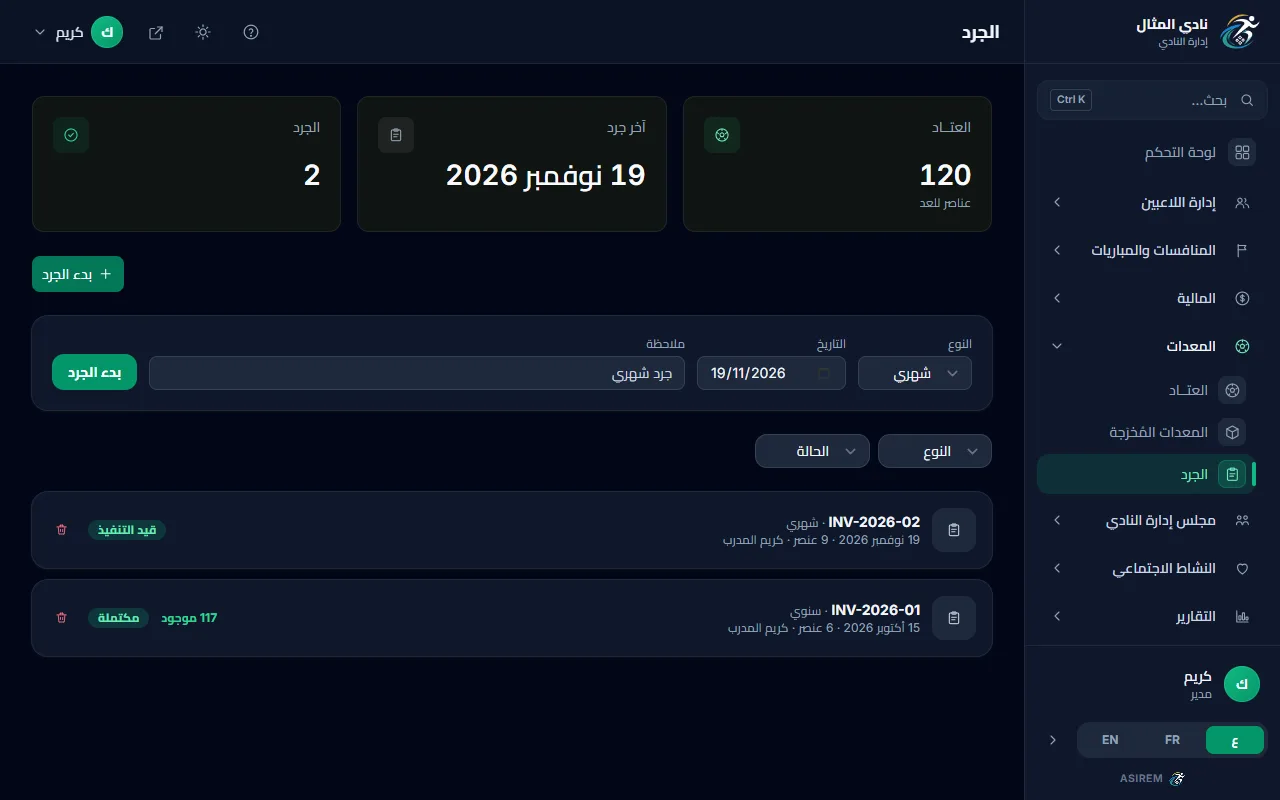 نادي المثال
إدارة النادي
بحث...
Ctrl K
لوحة التحكم
إدارة اللاعبين
المنافسات والمباريات
المالية
المعدات
العتــاد
المعدات المُخرَجة
الجرد
مجلس إدارة النادي
النشاط الاجتماعي
التقارير
كريم
مدير
ك
ع
FR
EN
ASIREM
الجرد
ك
كريم
العتــاد
120
عناصر للعد
آخر جرد
19 نوفمبر 2026
الجرد
2
بدء الجرد
النوع
شهري
التاريخ
19/11/2026
ملاحظة
جرد شهري
بدء الجرد
النوع
الحالة
INV-2026-02 · شهري
19 نوفمبر 2026 · 9 عنصر · كريم المدرب
قيد التنفيذ
INV-2026-01 · سنوي
15 أكتوبر 2026 · 6 عنصر · كريم المدرب
117 موجود
مكتملة